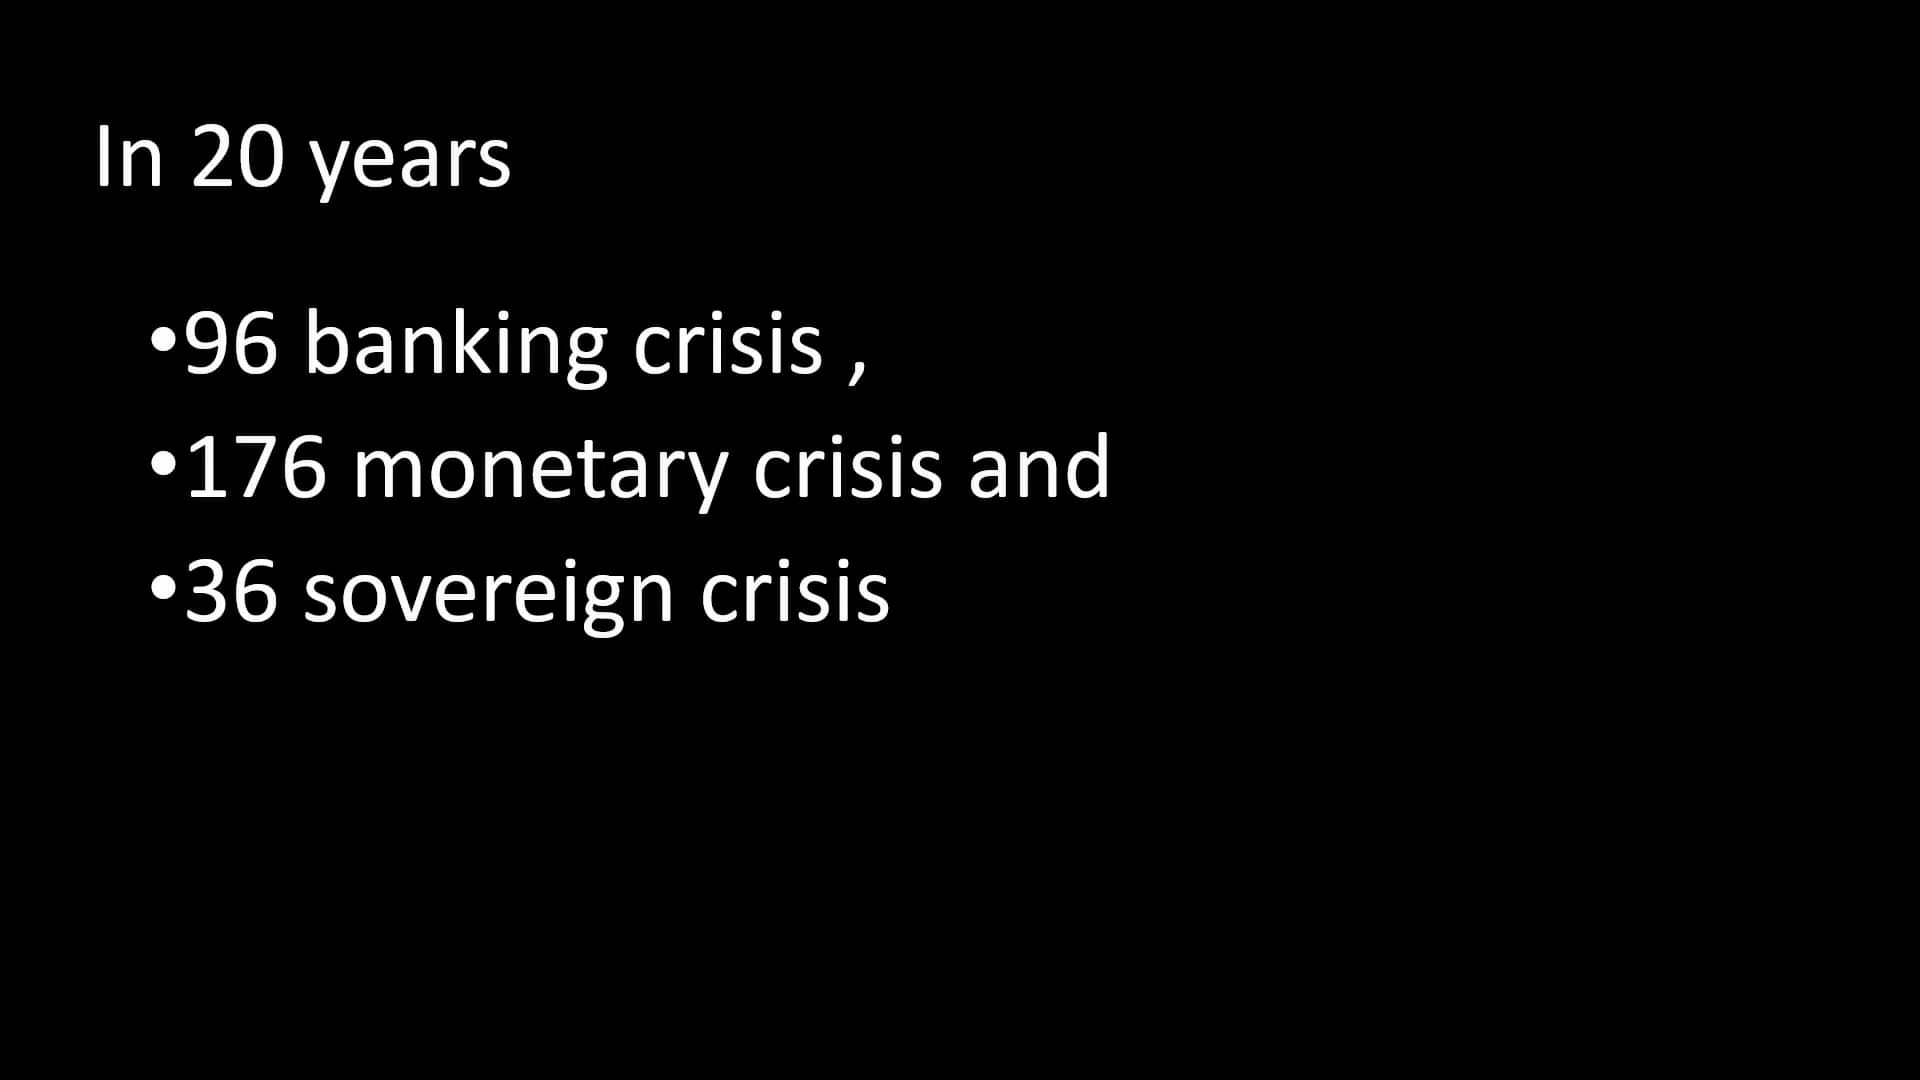 In 20 years
•96 banking crisis ,
•176 monetary crisis and
•36 sovereign crisis